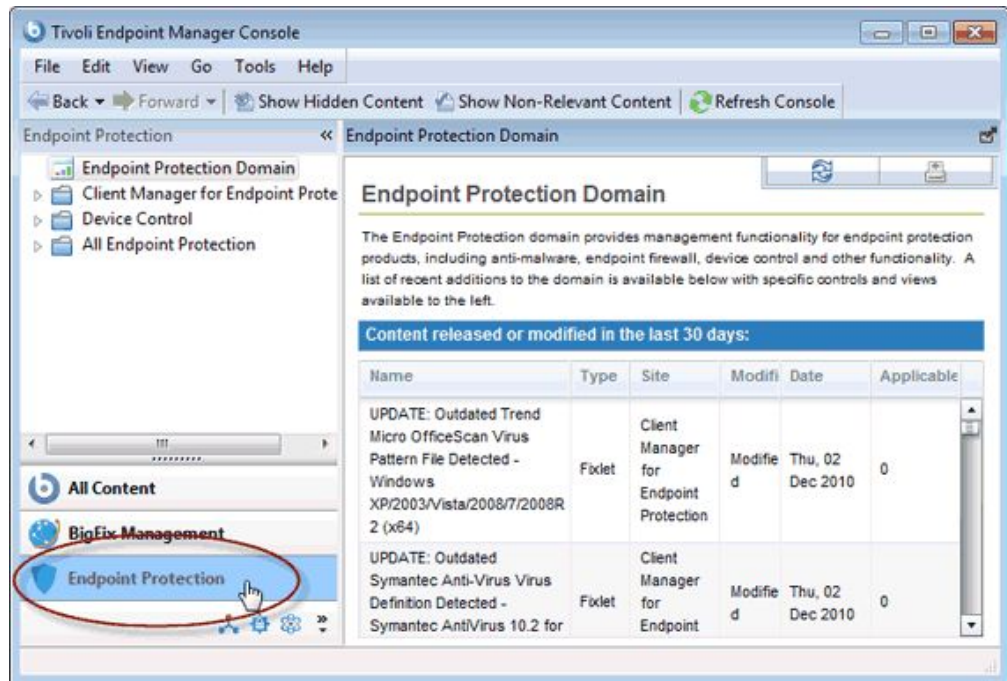 Tivoli Endpoint Manager Console
File Edit View Go Tools Help
Back Forward Show Hidden Content Show Non-Relevant Content Refresh Console
Endpoint Protection
Endpoint Protection Domain
Client Manager for Endpoint Prote
Device Control
All Endpoint Protection
All Content
BigFix Management
Endpoint Protection
Endpoint Protection Domain
Endpoint Protection Domain
The Endpoint Protection domain provides management functionality for endpoint protection
products, including anti-malware, endpoint firewall, device control and other functionality. A
list of recent additions to the domain is available below with specific controls and views
available to the left.
Content released or modified in the last 30 days:
Name Type Site Modifi Date Applicable
UPDATE: Outdated Trend
Micro OfficeScan Virus
Pattern File Detected -
Windows
XP/2003/Vista/2008/7/2008R
2 (x64)
Fixlet
Client
Manager
for
Endpoint
Protection
Modifie
d
Thu, 02
Dec 2010
0
UPDATE: Outdated
Symantec Anti-Virus Virus
Definition Detected -
Symantec AntiVirus 10.2 for
Fixlet
Client
Manager
for
Endpoint
Modifie
d
Thu, 02
Dec 2010
0